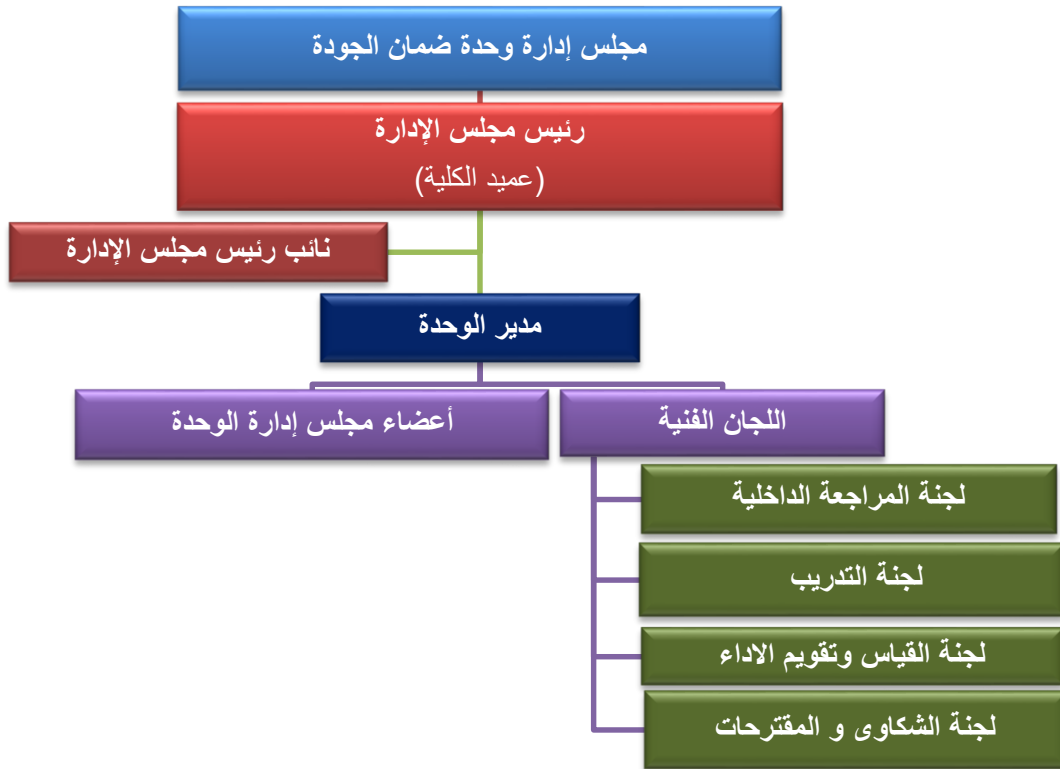 مجلس إدارة وحدة ضمان الجودة
رئيس مجلس الإدارة
(عميد الكلية)
نائب رئيس مجلس الإدارة
مدير الوحدة
اللجان الفنية
أعضاء مجلس إدارة الوحدة
لجنة المراجعة الداخلية
لجنة التدريب
لجنة القياس وتقويم الاداء
لجنة الشكاوى و المقترحات